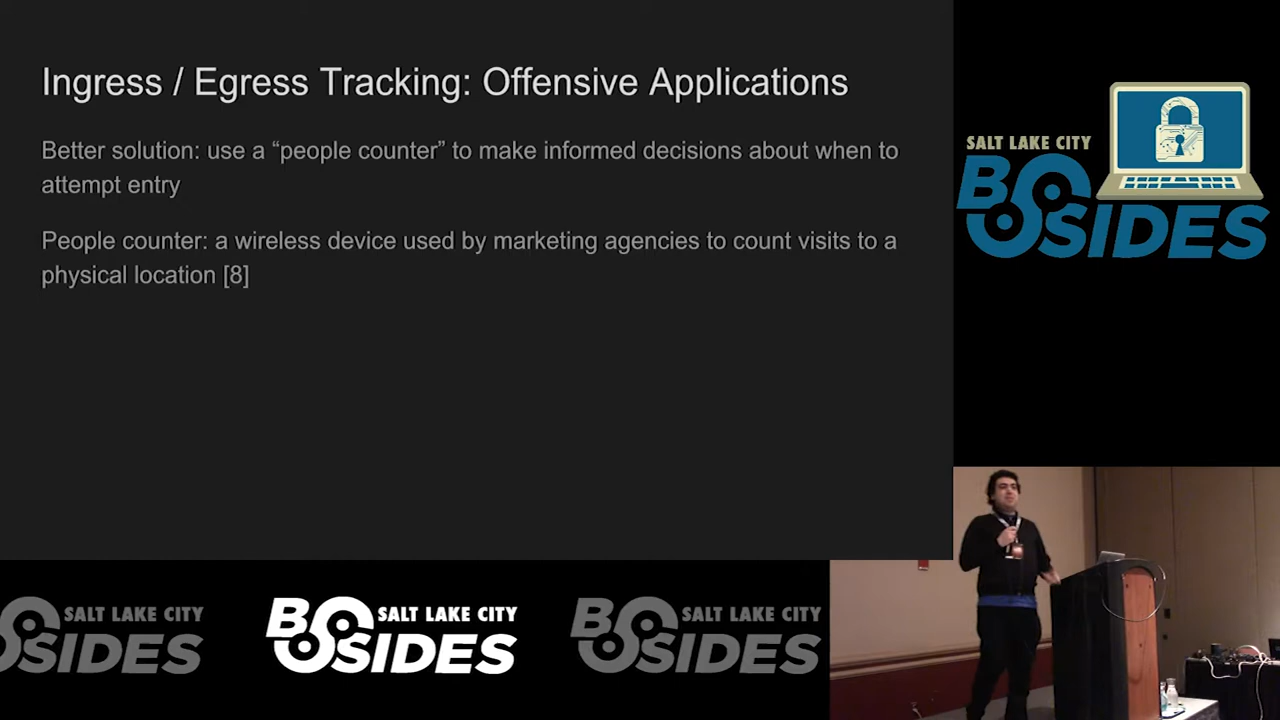 Ingress / Egress Tracking: Offensive Applications
Better solution: use a “people counter” to make informed decisions about when to
attempt entry
People counter: a wireless device used by marketing agencies to count visits to a
physical location [8]
SALT LAKE CITY
BSIDES
SALT LAKE CITY
SIDES
SALT LAKE CITY
BSIDES
SALT LAKE CITY
BSIDES